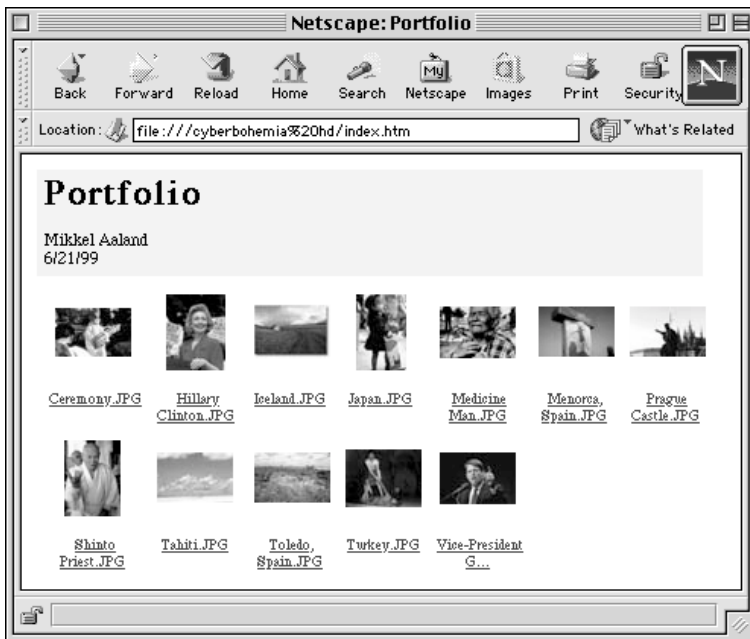 Netscape: Portfolio
My
N
Back Forward Reload Home Search Netscape Images Print Security
Location: file:///cyberbohemia%20hd/index.htm What's Related
Portfolio
Mikkel Aaland
6/21/99
Ceremony.JPG Hillary Clinton.JPG Iceland.JPG Japan.JPG Medicine Man.JPG Menorca, Spain.JPG Prague Castle.JPG
Shinto Priest.JPG Tahiti.JPG Toledo, Spain.JPG Turkey.JPG Vice-President G...